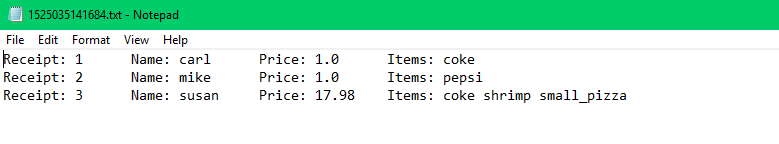 1525035141684.txt - Notepad
File Edit Format View Help
Receipt: 1 Name: carl Price: 1.0 Items: coke
Receipt: 2 Name: mike Price: 1.0 Items: pepsi
Receipt: 3 Name: susan Price: 17.98 Items: coke shrimp small_pizza